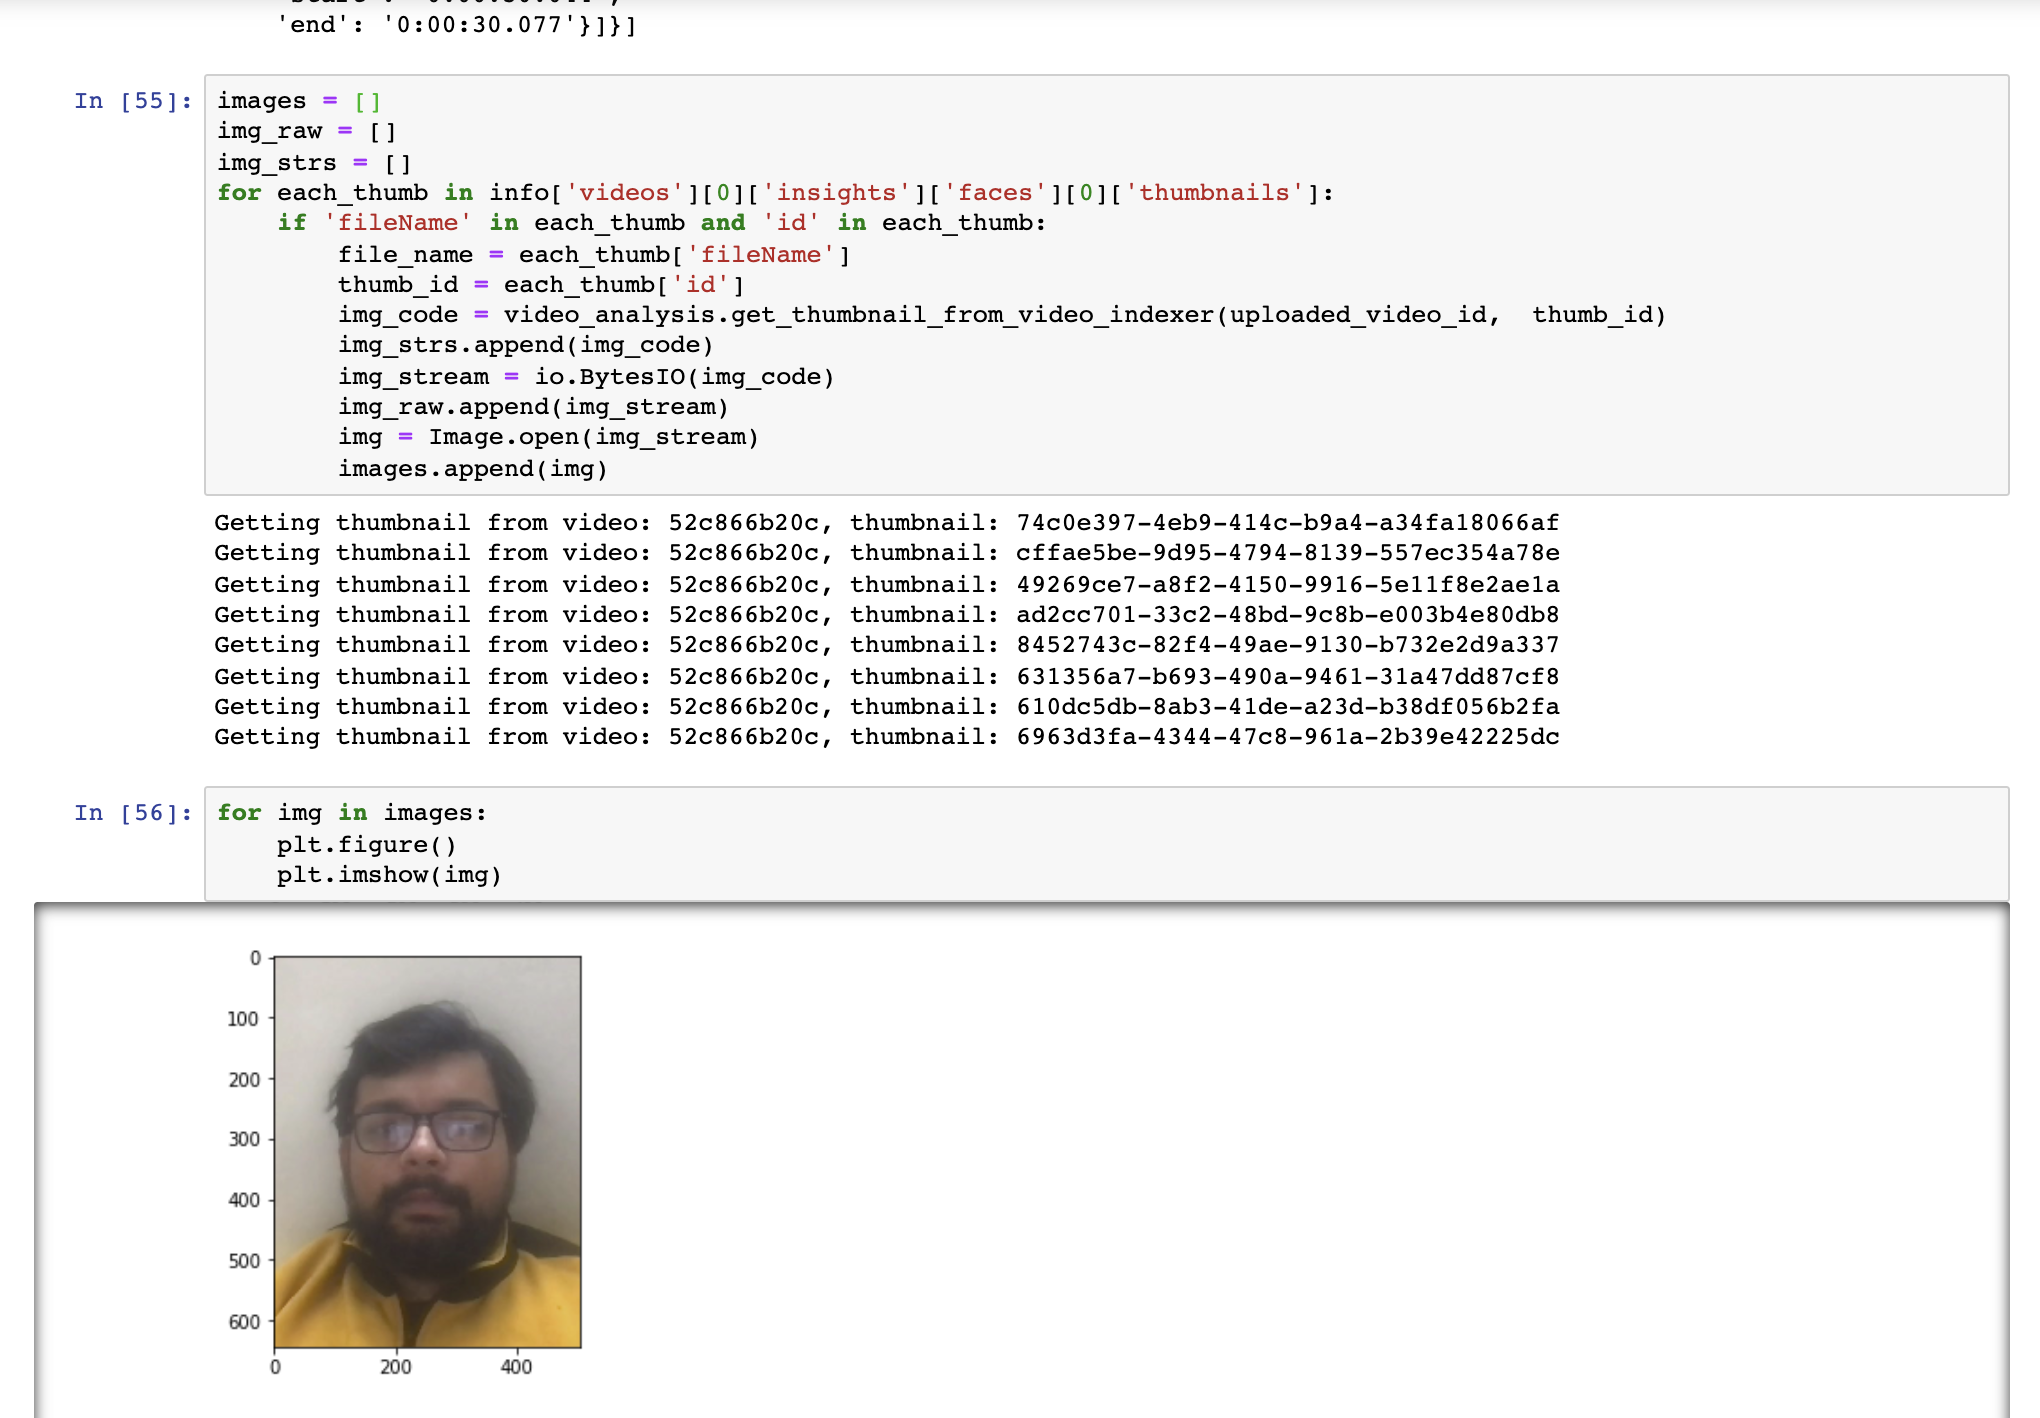 'end': '0:00:30.077'}]}]
In [55]:
images = []
img_raw = []
img_strs = []
for each_thumb in info['videos'][0]['insights']['faces'][0]['thumbnails']:
    if 'fileName' in each_thumb and 'id' in each_thumb:
        file_name = each_thumb['fileName']
        thumb_id = each_thumb['id']
        img_code = video_analysis.get_thumbnail_from_video_indexer(uploaded_video_id,  thumb_id)
        img_strs.append(img_code)
        img_stream = io.BytesIO(img_code)
        img_raw.append(img_stream)
        img = Image.open(img_stream)
        images.append(img)
Getting thumbnail from video: 52c866b20c, thumbnail: 74c0e397-4eb9-414c-b9a4-a34fa18066af
Getting thumbnail from video: 52c866b20c, thumbnail: cffae5be-9d95-4794-8139-557ec354a78e
Getting thumbnail from video: 52c866b20c, thumbnail: 49269ce7-a8f2-4150-9916-5e11f8e2ae1a
Getting thumbnail from video: 52c866b20c, thumbnail: ad2cc701-33c2-48bd-9c8b-e003b4e80db8
Getting thumbnail from video: 52c866b20c, thumbnail: 8452743c-82f4-49ae-9130-b732e2d9a337
Getting thumbnail from video: 52c866b20c, thumbnail: 631356a7-b693-490a-9461-31a47dd87cf8
Getting thumbnail from video: 52c866b20c, thumbnail: 610dc5db-8ab3-41de-a23d-b38df056b2fa
Getting thumbnail from video: 52c866b20c, thumbnail: 6963d3fa-4344-47c8-961a-2b39e42225dc
In [56]:
for img in images:
    plt.figure()
    plt.imshow(img)
0
100
200
300
400
500
600
0 200 400